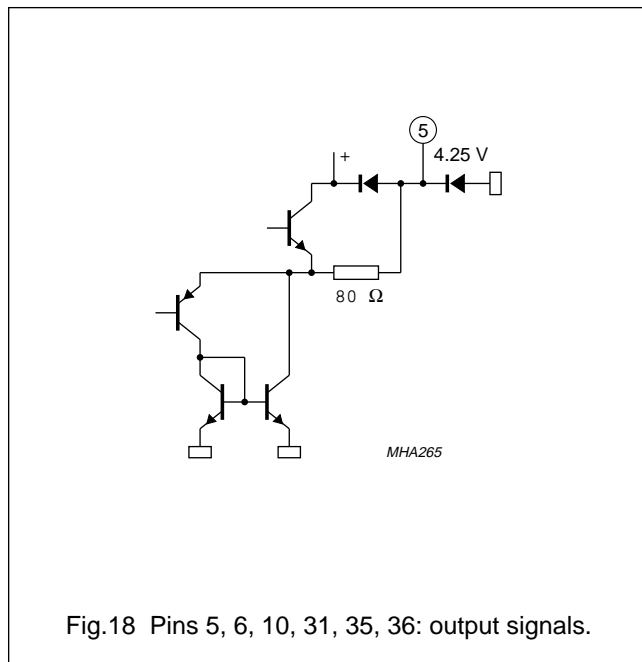 5
4.25 V
+
80 Ω
MHA265
Fig.18 Pins 5, 6, 10, 31, 35, 36: output signals.